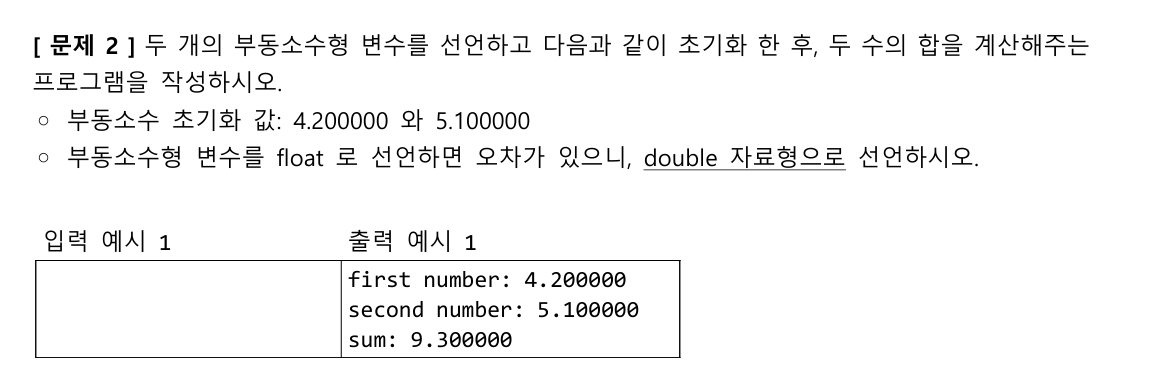 [ 문제 2 ] 두 개의 부동소수형 변수를 선언하고 다음과 같이 초기화 한 후, 두 수의 합을 계산해주는
프로그램을 작성하시오.
○ 부동소수 초기화 값: 4.200000 와 5.100000
○ 부동소수형 변수를 float 로 선언하면 오차가 있으니, double 자료형으로 선언하시오.
입력 예시 1
출력 예시 1
first number: 4.200000
second number: 5.100000
sum: 9.300000